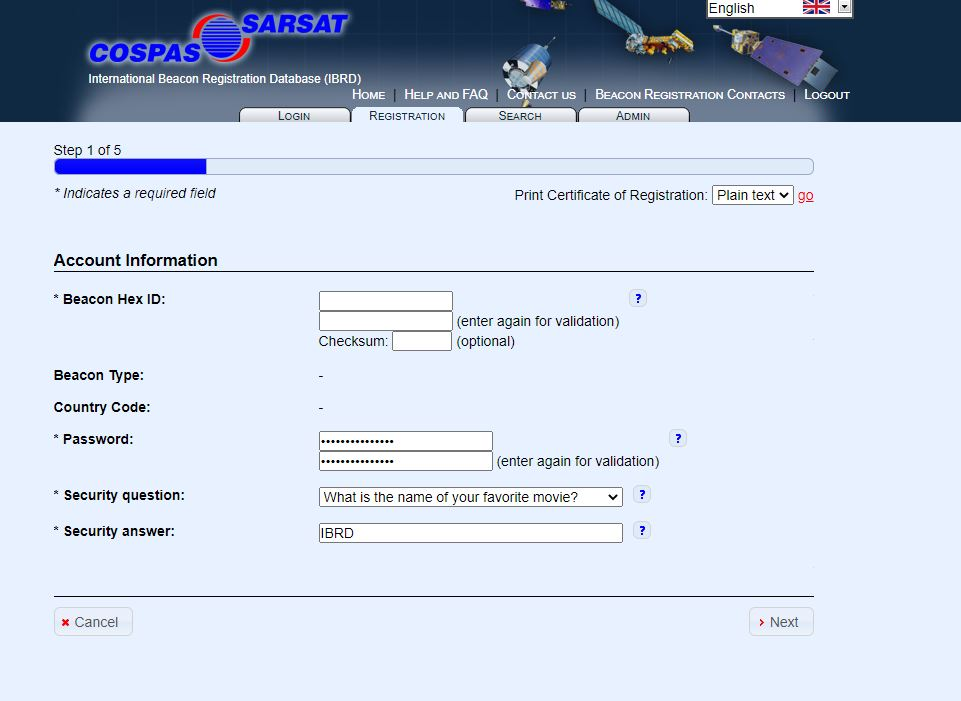 English
COSPAS SARSAT
International Beacon Registration Database (IBRD)
Home | Help and FAQ | Contact us | Beacon Registration Contacts | Logout
Login Registration Search Admin
Step 1 of 5
* Indicates a required field
Print Certificate of Registration: Plain text go
Account Information
* Beacon Hex ID: ?
(enter again for validation)
Checksum: (optional)
Beacon Type: -
Country Code: -
* Password: ••••••••••••••• ?
••••••••••••••• (enter again for validation)
* Security question: What is the name of your favorite movie? ?
* Security answer: IBRD ?
Cancel
Next